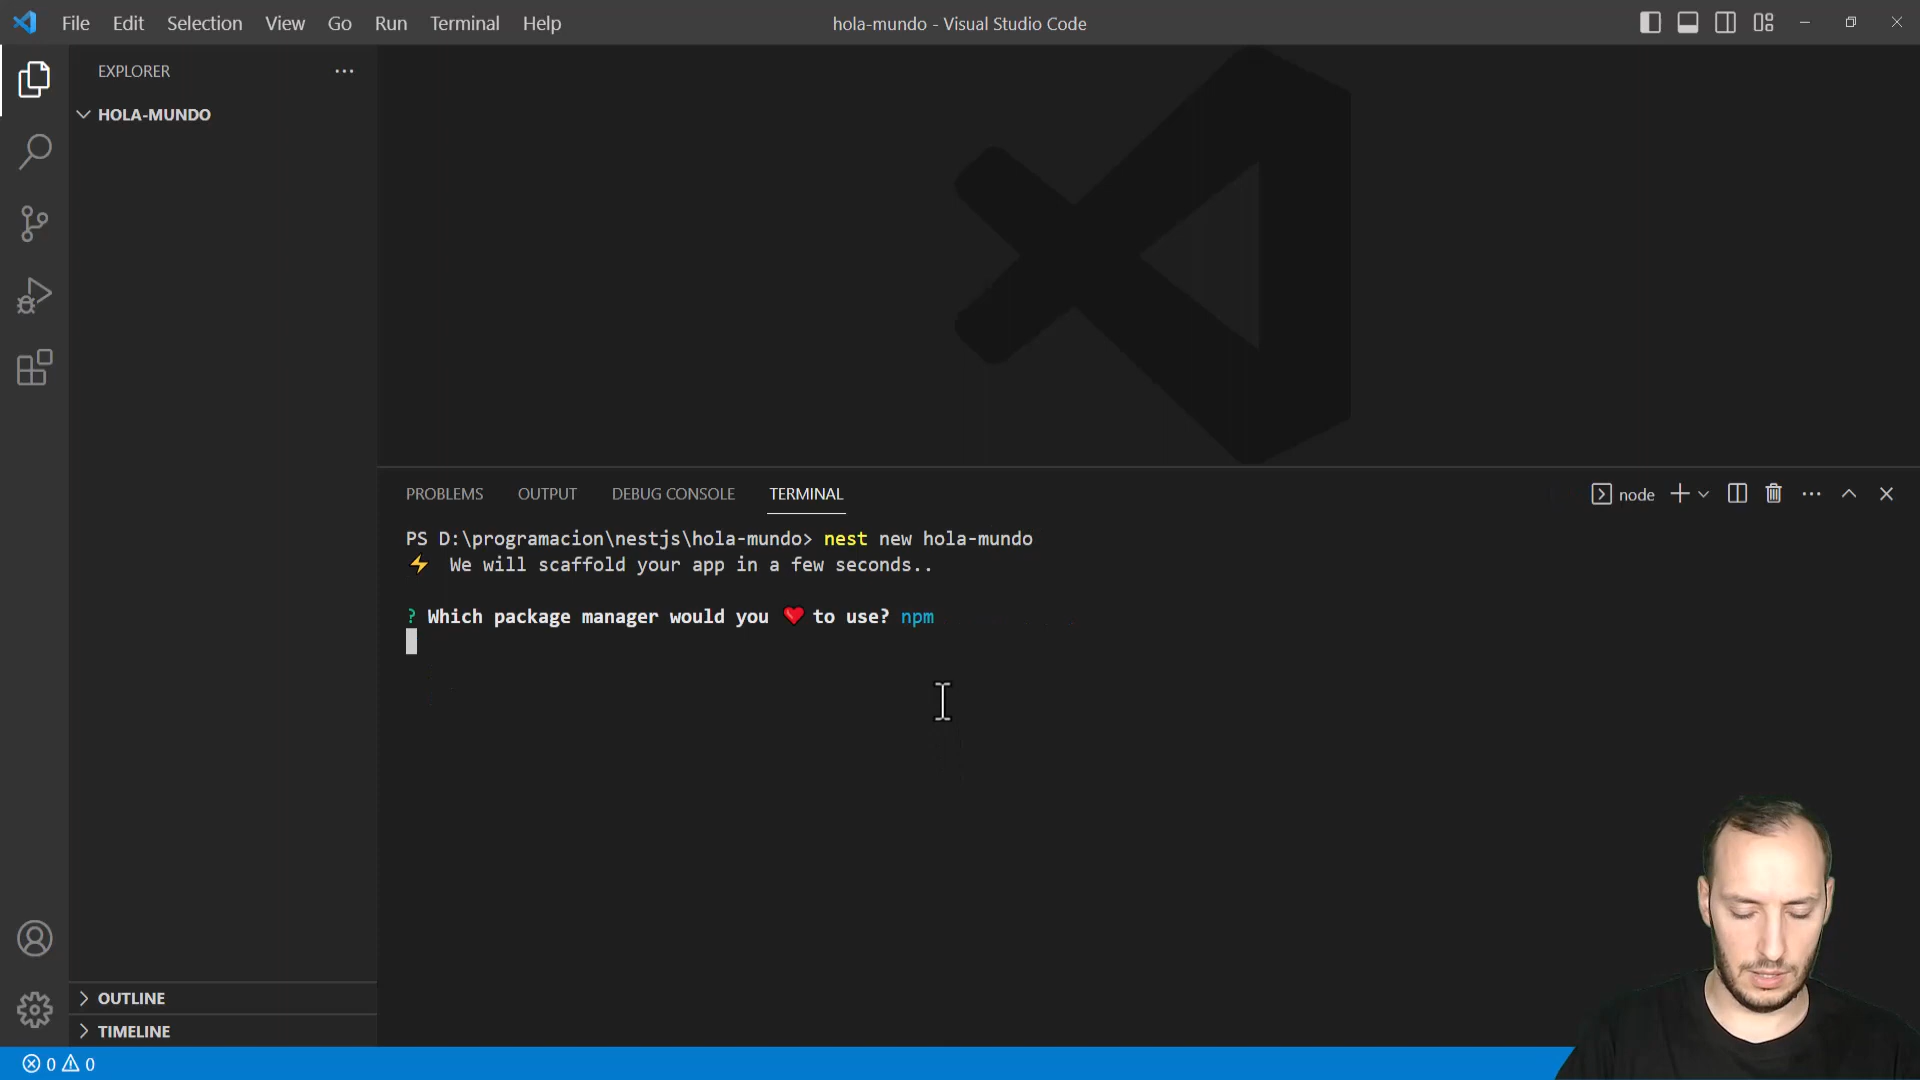 File Edit Selection View Go Run Terminal Help
hola-mundo - Visual Studio Code
EXPLORER
HOLA-MUNDO
PROBLEMS OUTPUT DEBUG CONSOLE TERMINAL
node
PS D:\programacion\nestjs\hola-mundo> nest new hola-mundo
⚡ We will scaffold your app in a few seconds..
? Which package manager would you ❤️ to use? npm
OUTLINE
TIMELINE
0 0